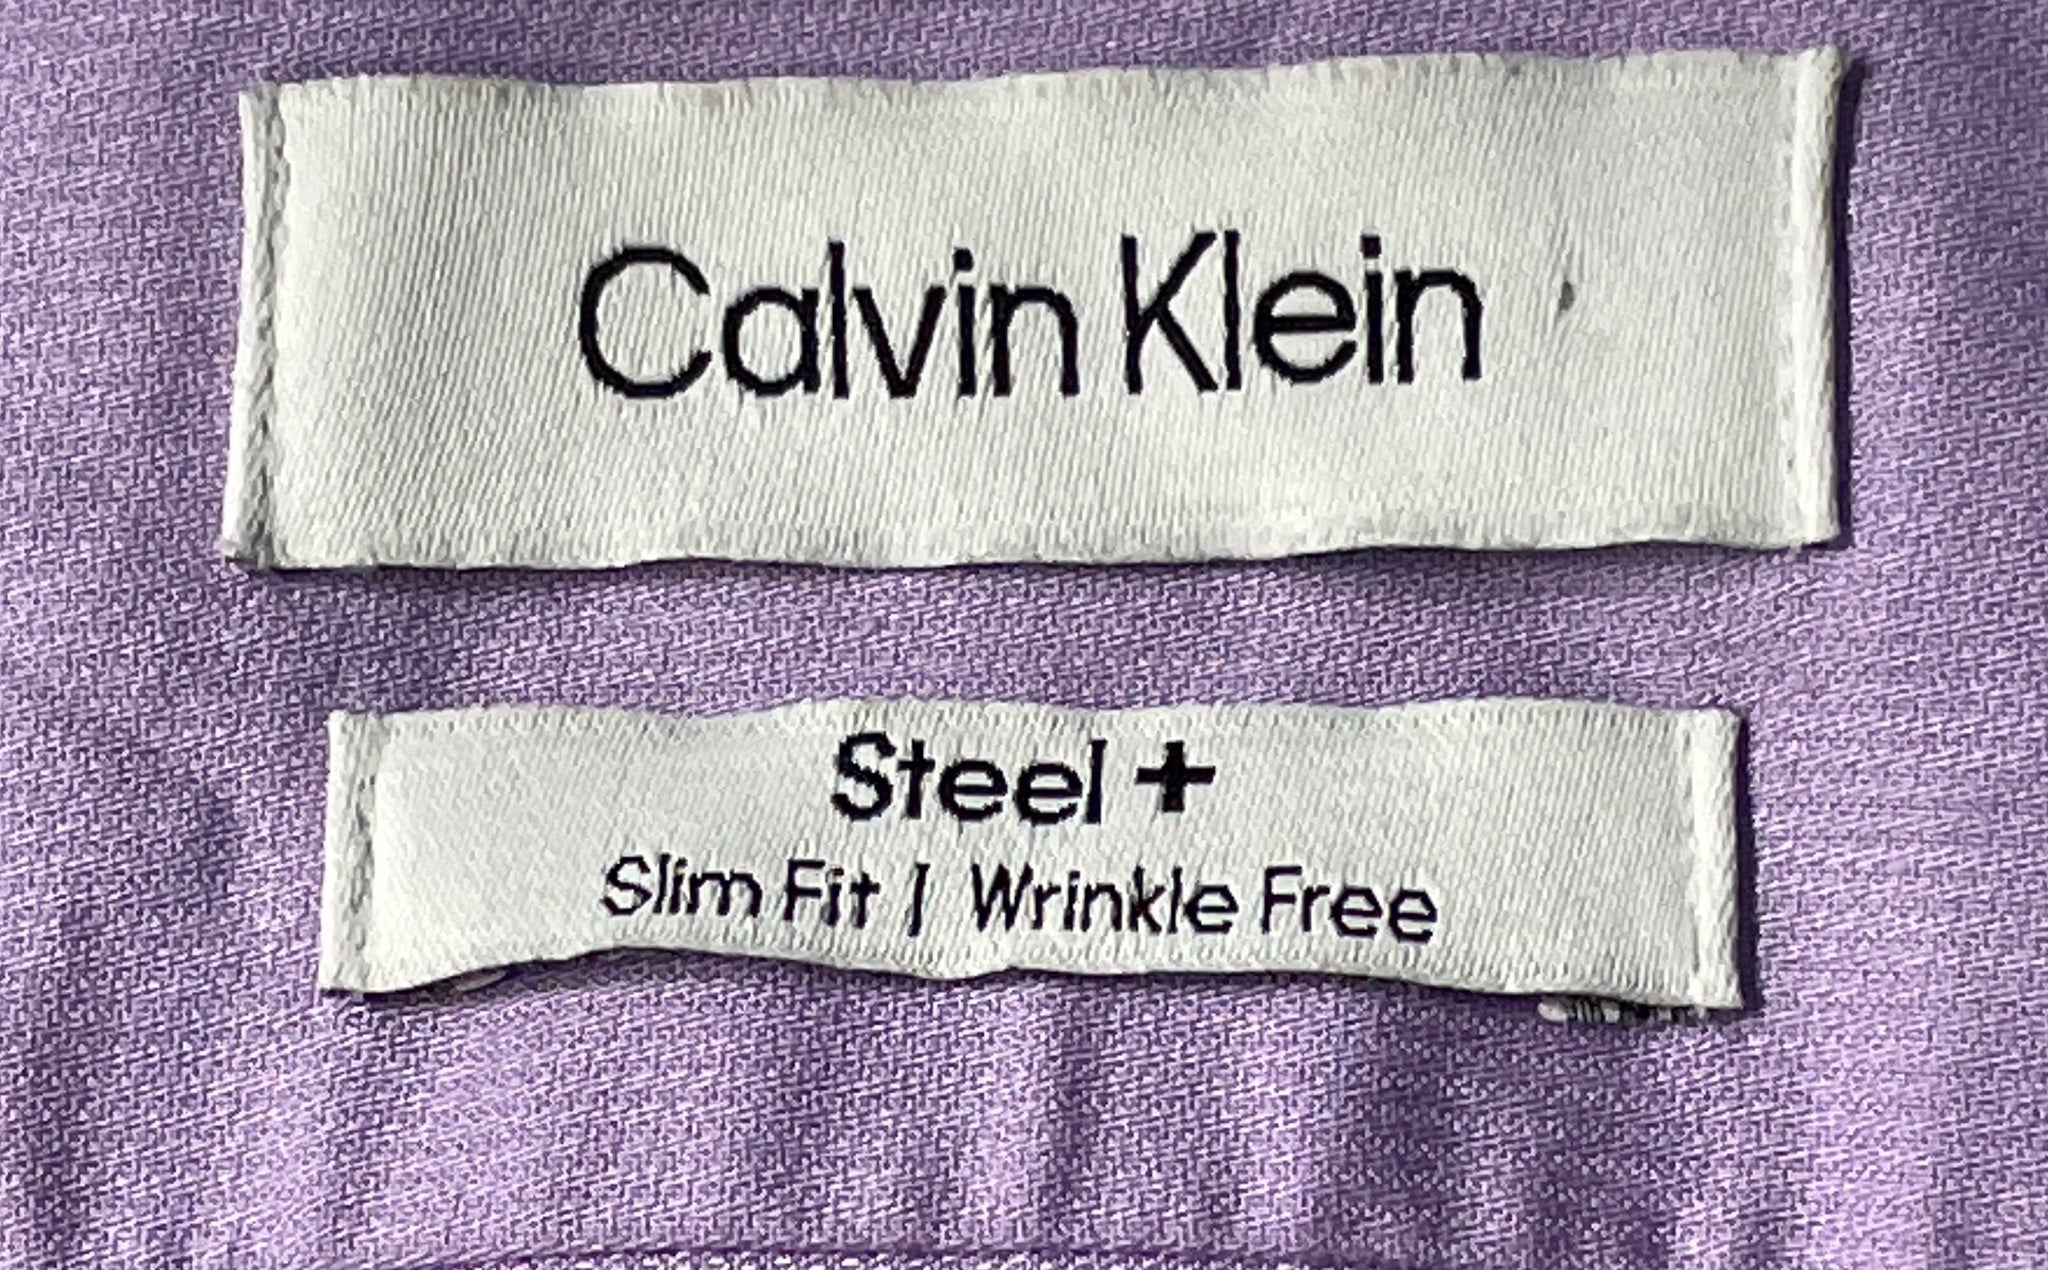 Calvin Klein
Steel +
Slim Fit | Wrinkle Free